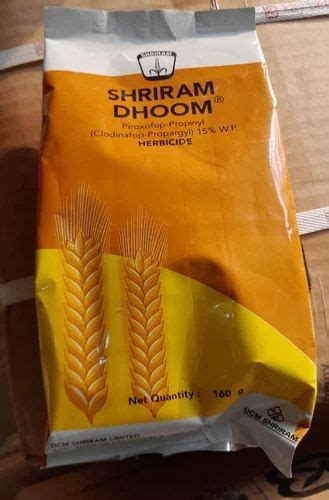 SHRIRAM
SHRIRAM
DHOOM®
Piroxofop-Propinyl
(Clodinafop-Propargyl) 15% W.P.
HERBICIDE
Net Quantity : 160 g
DCM SHRIRAM
DCM SHRIRAM LIMITED